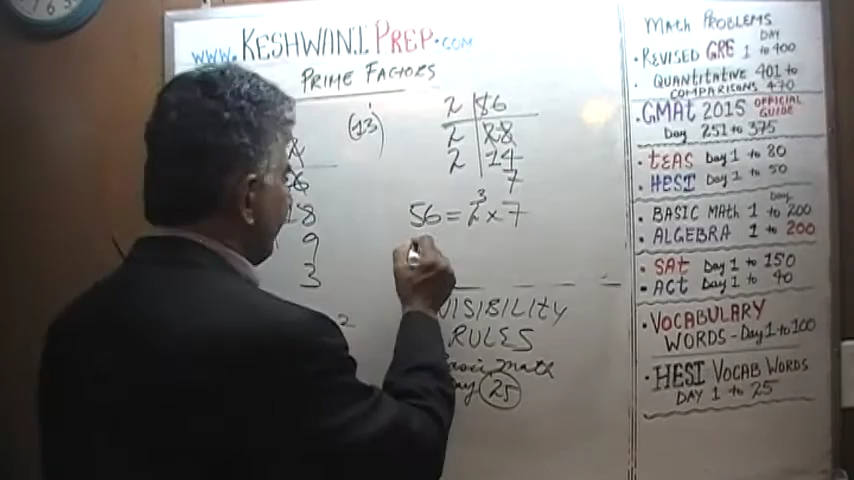 www.KESHWANI PREP.COM
PRIME FACTORS
(13)
2 | 56
2 | 28
2 | 14
7
56 = 2³ × 7
18
9
3
2
VISIBILITY
RULES
Basic Math
Day 25
MATH PROBLEMS
DAY
• REVISED GRE 1 to 400
• QUANTITATIVE 401 to
COMPARISONS 470
• GMAT 2015 OFFICIAL GUIDE
Day 251 to 375
• TEAS Day 1 to 80
• HESI Day 1 to 50
Day
• BASIC MATH 1 to 200
• ALGEBRA 1 to 200
• SAT Day 1 to 150
• ACT Day 1 to 40
• VOCABULARY
WORDS - Day 1 to 100
• HESI VOCAB WORDS
DAY 1 to 25